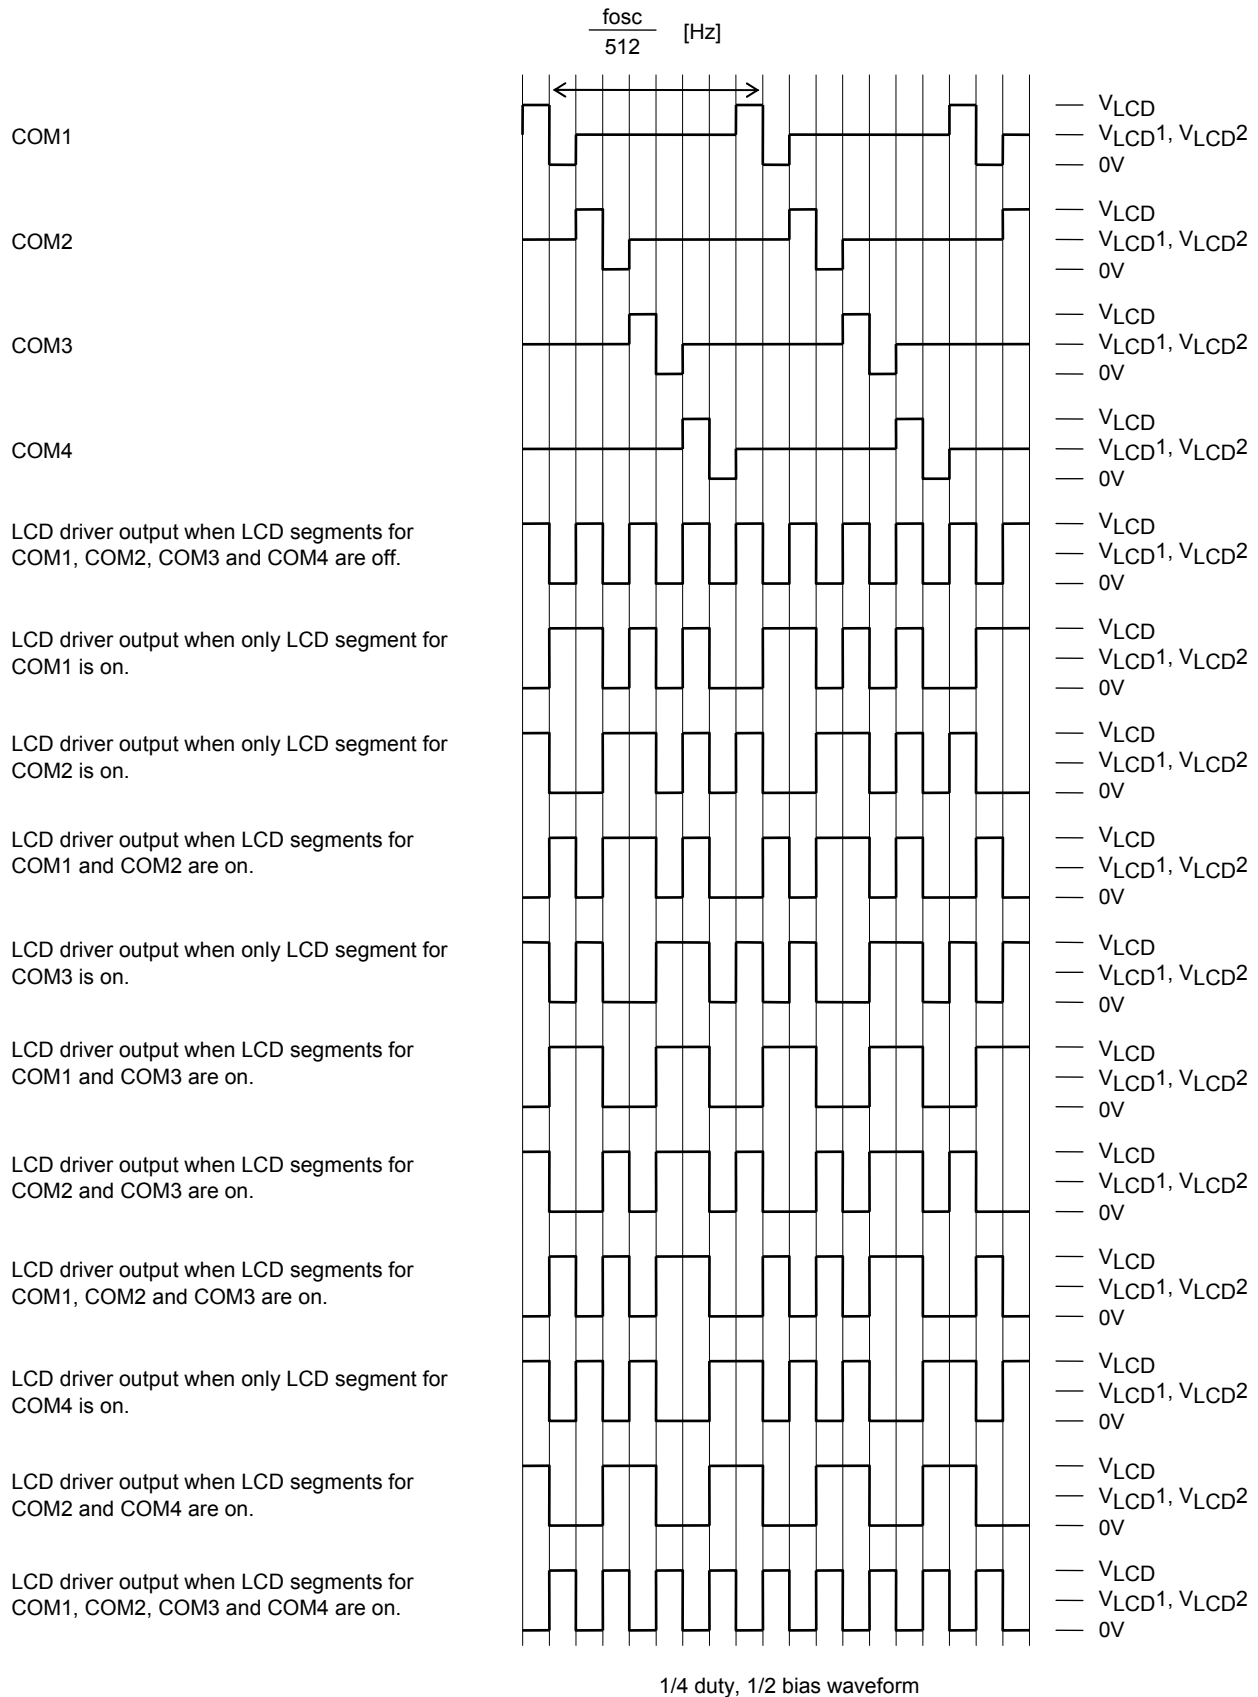 fosc
512
[Hz]
COM1
VLCD
VLCD1, VLCD2
0V
COM2
VLCD
VLCD1, VLCD2
0V
COM3
VLCD
VLCD1, VLCD2
0V
COM4
VLCD
VLCD1, VLCD2
0V
LCD driver output when LCD segments for
COM1, COM2, COM3 and COM4 are off.
VLCD
VLCD1, VLCD2
0V
LCD driver output when only LCD segment for
COM1 is on.
VLCD
VLCD1, VLCD2
0V
LCD driver output when only LCD segment for
COM2 is on.
VLCD
VLCD1, VLCD2
0V
LCD driver output when LCD segments for
COM1 and COM2 are on.
VLCD
VLCD1, VLCD2
0V
LCD driver output when only LCD segment for
COM3 is on.
VLCD
VLCD1, VLCD2
0V
LCD driver output when LCD segments for
COM1 and COM3 are on.
VLCD
VLCD1, VLCD2
0V
LCD driver output when LCD segments for
COM2 and COM3 are on.
VLCD
VLCD1, VLCD2
0V
LCD driver output when LCD segments for
COM1, COM2 and COM3 are on.
VLCD
VLCD1, VLCD2
0V
LCD driver output when only LCD segment for
COM4 is on.
VLCD
VLCD1, VLCD2
0V
LCD driver output when LCD segments for
COM2 and COM4 are on.
VLCD
VLCD1, VLCD2
0V
LCD driver output when LCD segments for
COM1, COM2, COM3 and COM4 are on.
VLCD
VLCD1, VLCD2
0V
1/4 duty, 1/2 bias waveform